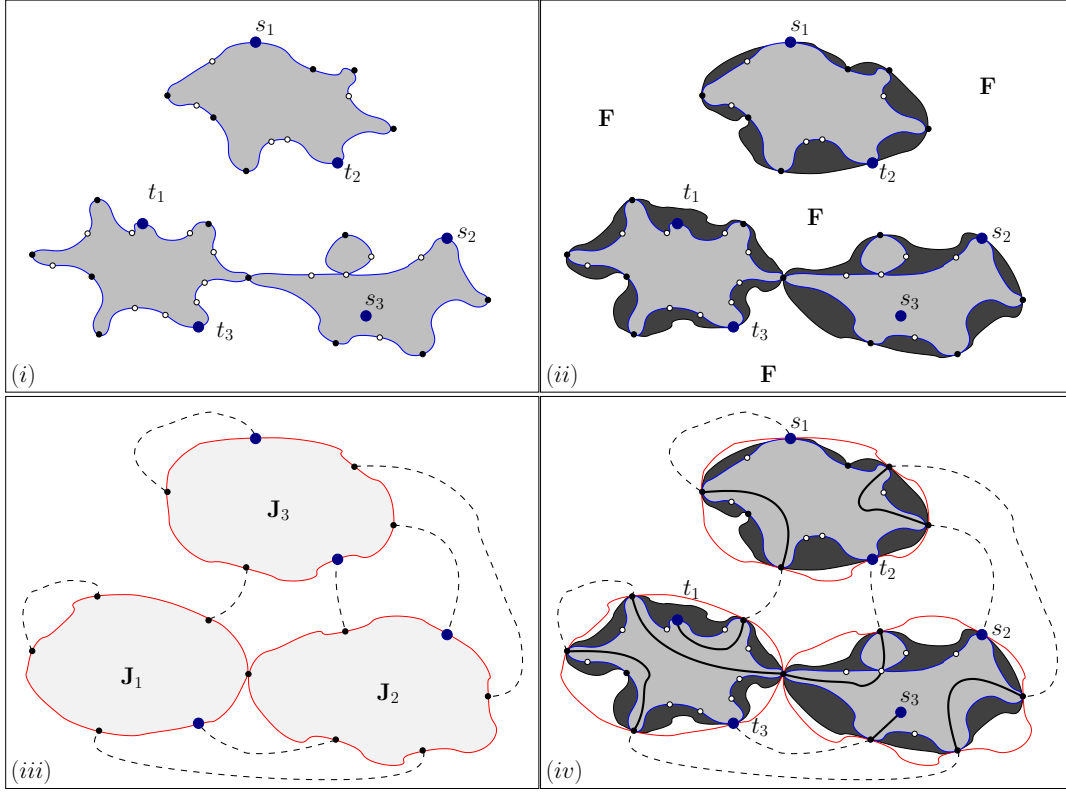 s1
t2
t1
s2
s3
t3
(i)
s1
F
F
t2
t1
F
s2
s3
t3
F
(ii)
J3
J1
J2
(iii)
s1
t2
t1
s2
s3
t3
(iv)